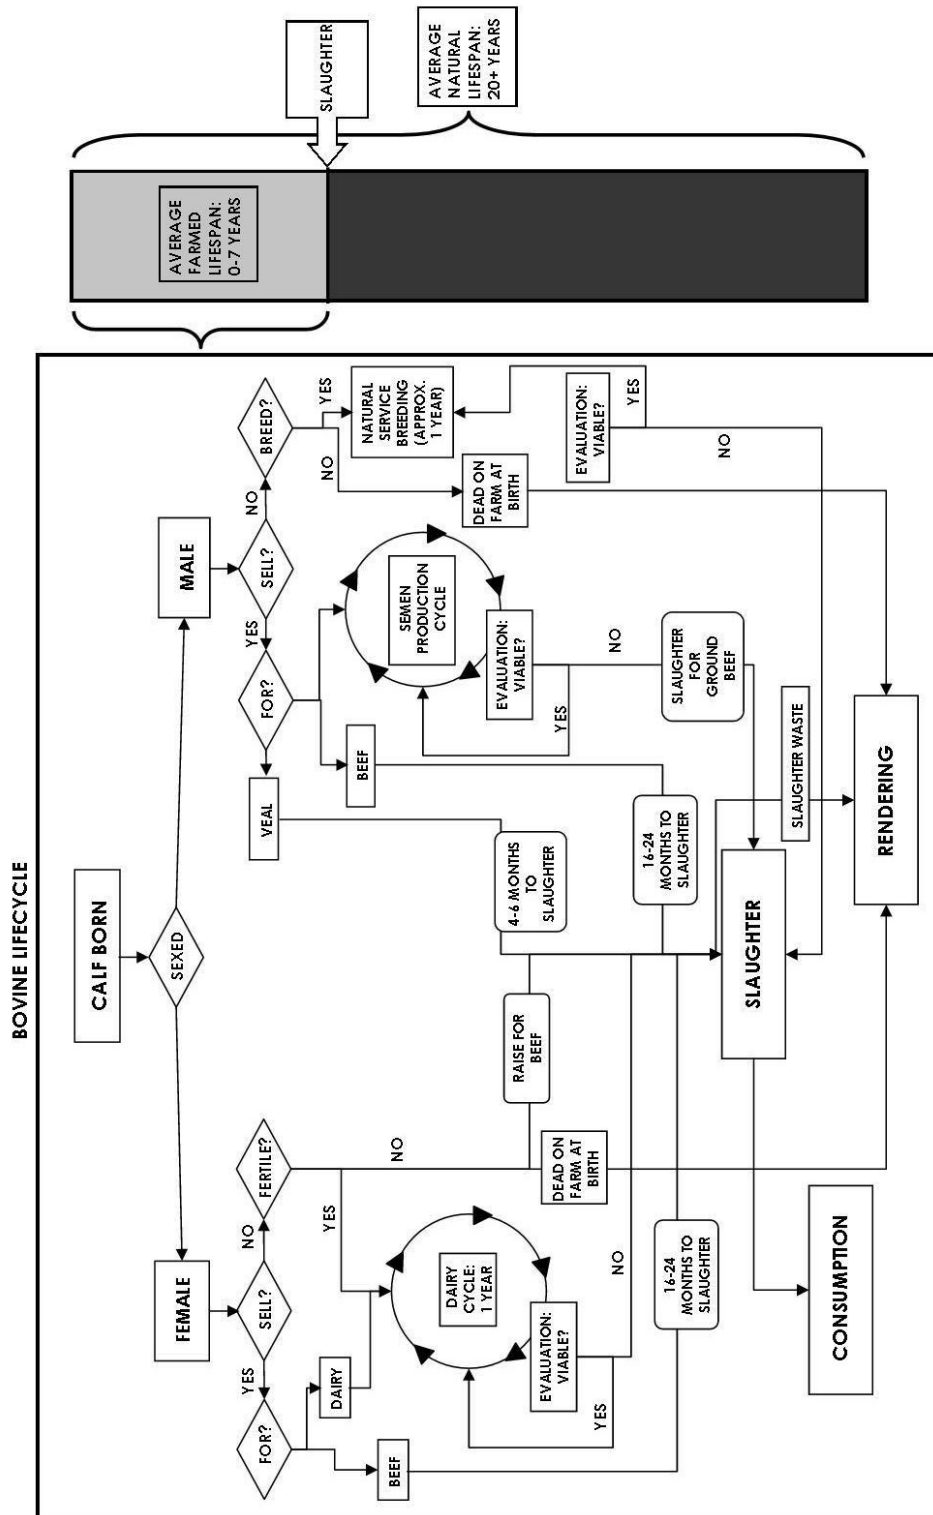 BOVINE LIFECYCLE
CALF BORN
SEXED
FEMALE
MALE
SELL?
YES
NO
FOR?
FERTILE?
DAIRY
BEEF
YES
NO
DAIRY
CYCLE:
1 YEAR
EVALUATION:
VIABLE?
YES
NO
RAISE FOR
BEEF
DEAD ON
FARM AT
BIRTH
16-24
MONTHS TO
SLAUGHTER
SELL?
YES
NO
FOR?
BREED?
VEAL
BEEF
YES
NO
SEMEN
PRODUCTION
CYCLE
EVALUATION:
VIABLE?
YES
NO
NATURAL
SERVICE
BREEDING
(APPROX.
1 YEAR)
DEAD ON
FARM AT
BIRTH
EVALUATION:
VIABLE?
YES
NO
4-6 MONTHS
TO
SLAUGHTER
16-24
MONTHS TO
SLAUGHTER
SLAUGHTER
FOR
GROUND
BEEF
SLAUGHTER
SLAUGHTER WASTE
CONSUMPTION
RENDERING
AVERAGE
FARMED
LIFESPAN:
0-7 YEARS
SLAUGHTER
AVERAGE
NATURAL
LIFESPAN:
20+ YEARS